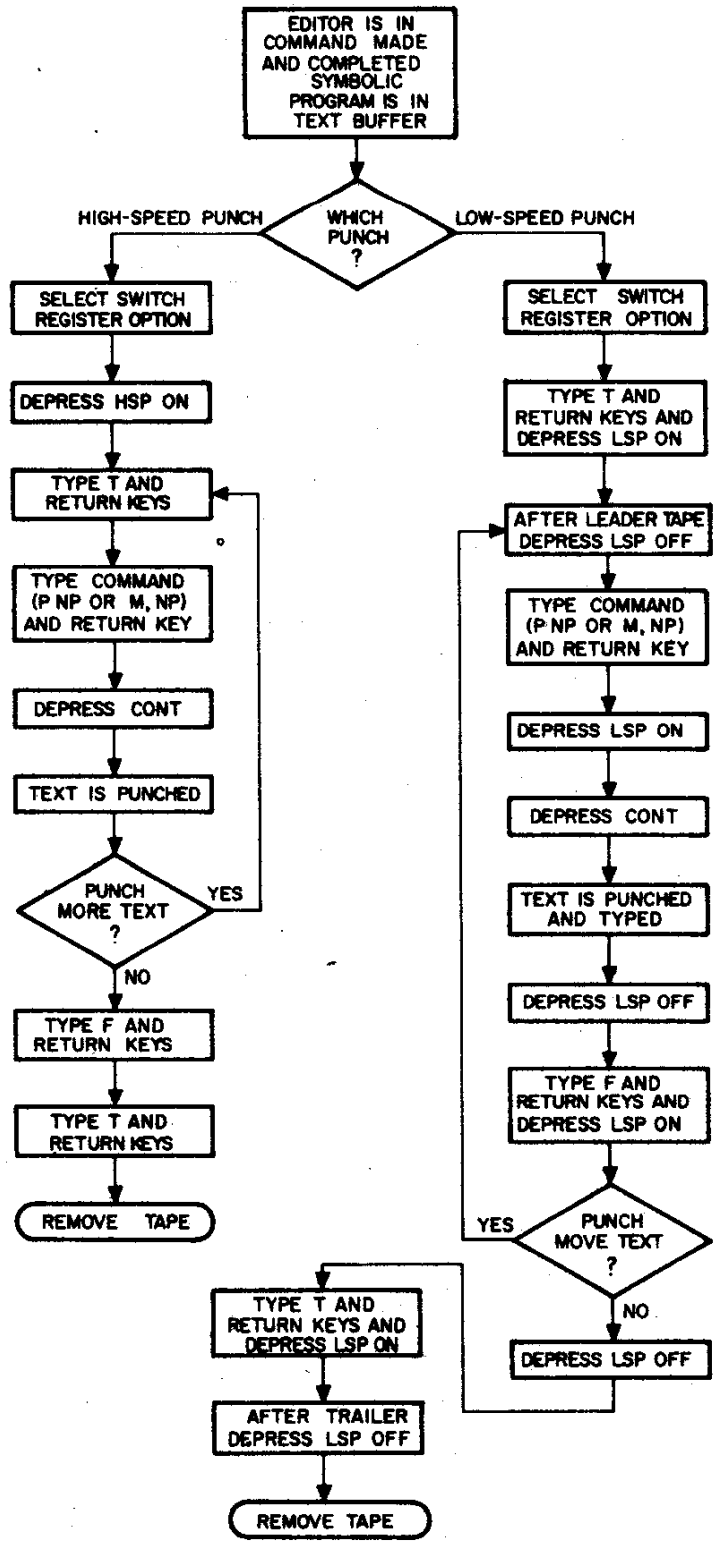 EDITOR IS IN
COMMAND MADE
AND COMPLETED
SYMBOLIC
PROGRAM IS IN
TEXT BUFFER
HIGH-SPEED PUNCH
WHICH
PUNCH
?
LOW-SPEED PUNCH
SELECT SWITCH
REGISTER OPTION
DEPRESS HSP ON
TYPE T AND
RETURN KEYS
TYPE COMMAND
(P NP OR M, NP)
AND RETURN KEY
DEPRESS CONT
TEXT IS PUNCHED
PUNCH
MORE TEXT
?
YES
NO
TYPE F AND
RETURN KEYS
TYPE T AND
RETURN KEYS
REMOVE TAPE
SELECT SWITCH
REGISTER OPTION
TYPE T AND
RETURN KEYS AND
DEPRESS LSP ON
AFTER LEADER TAPE
DEPRESS LSP OFF
TYPE COMMAND
(P NP OR M, NP)
AND RETURN KEY
DEPRESS LSP ON
DEPRESS CONT
TEXT IS PUNCHED
AND TYPED
DEPRESS LSP OFF
TYPE F AND
RETURN KEYS AND
DEPRESS LSP ON
YES
PUNCH
MOVE TEXT
?
NO
DEPRESS LSP OFF
TYPE T AND
RETURN KEYS AND
DEPRESS LSP ON
AFTER TRAILER
DEPRESS LSP OFF
REMOVE TAPE